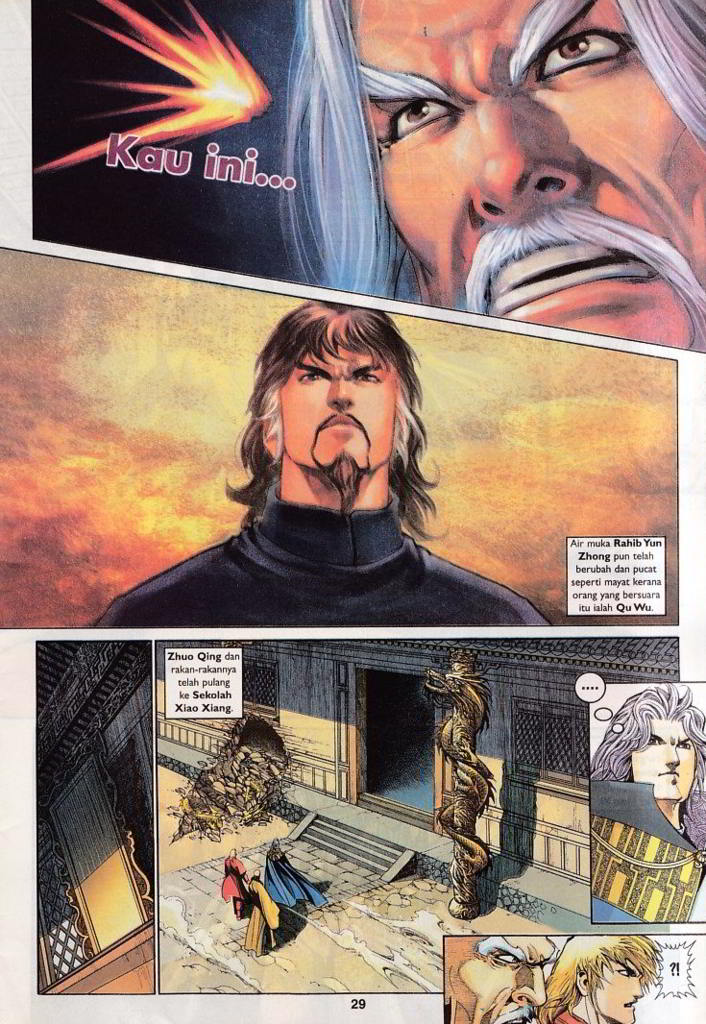 Kau ini...
Air muka Rahib Yun
Zhong pun telah
berubah dan pucat
seperti mayat kerana
orang yang bersuara
itu ialah Qu Wu.
Zhuo Qing dan
rakan-rakannya
telah pulang
ke Sekolah
Xiao Xiang.
....
?!
29